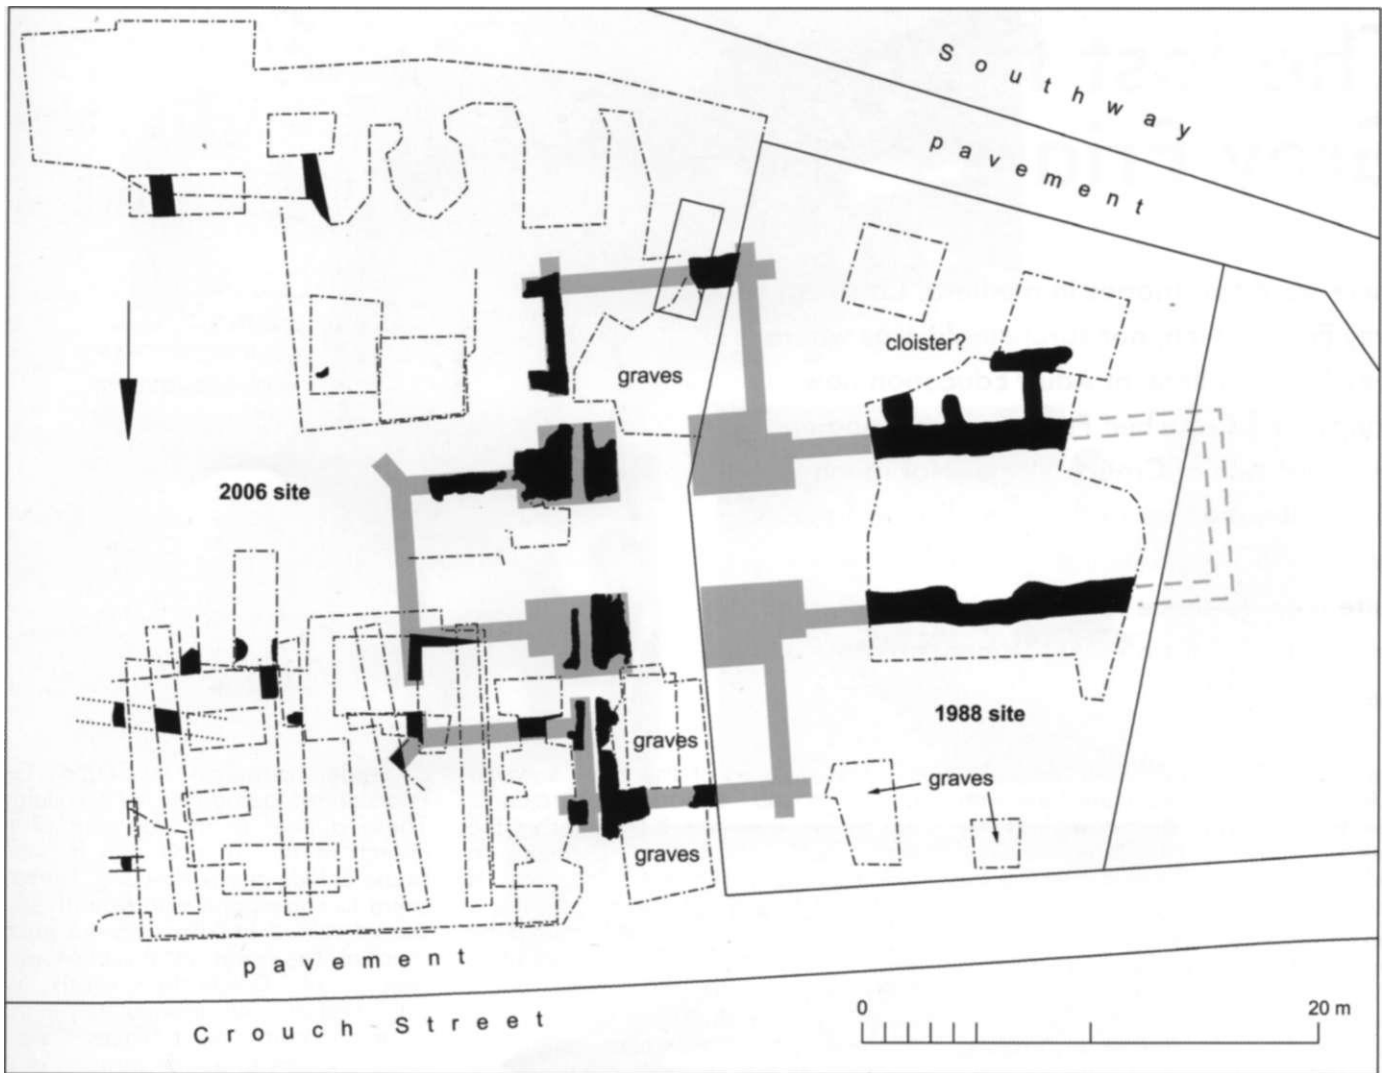 Southway
pavement
cloister?
graves
2006 site
1988 site
graves
graves
graves
pavement
Crouch Street
0
20 m